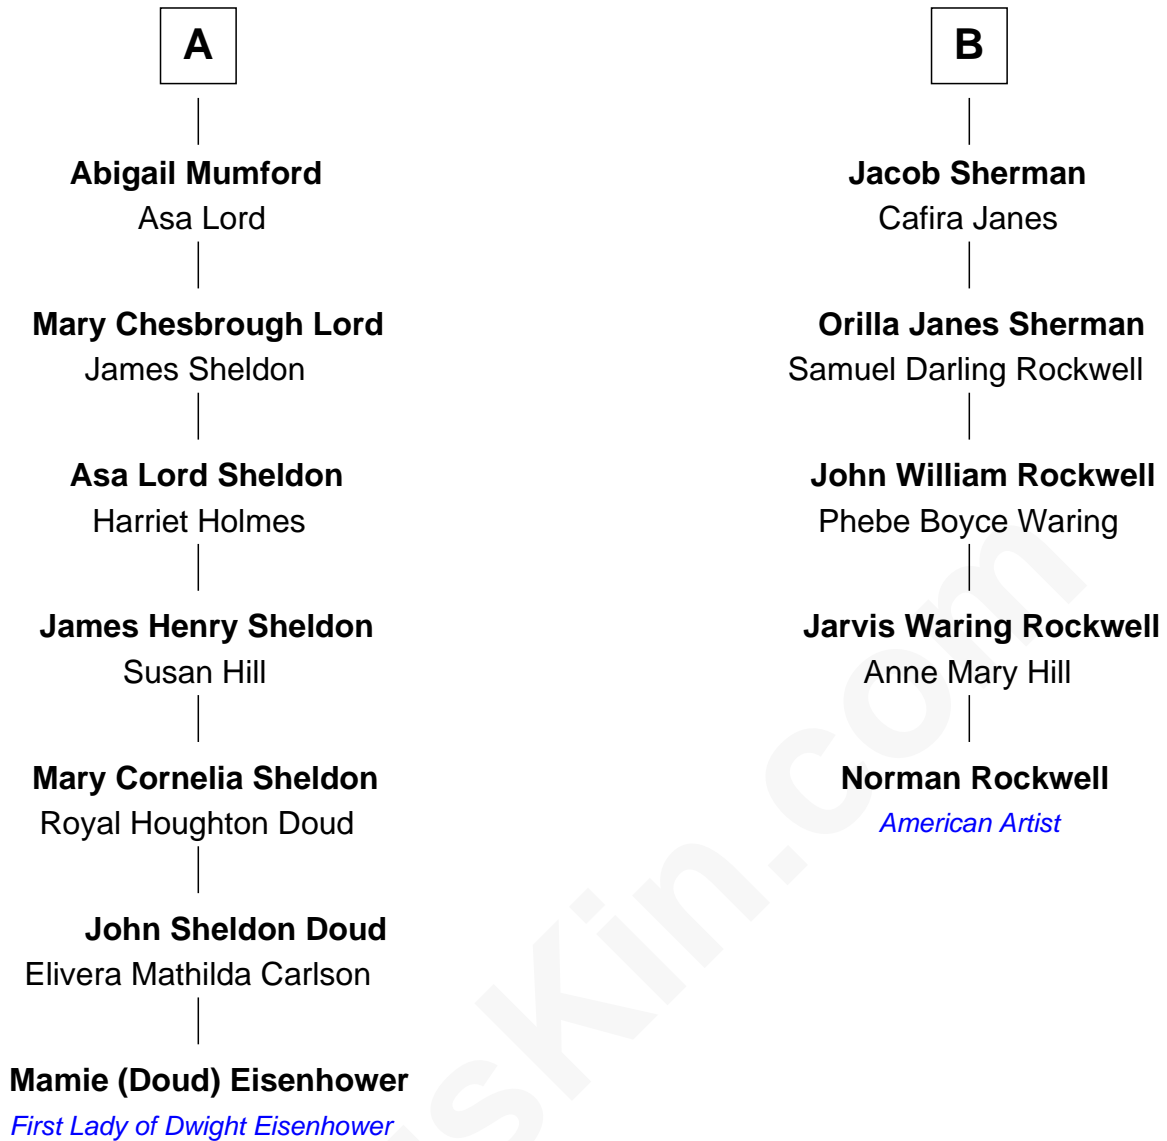 A
Abigail Mumford
Asa Lord
Mary Chesbrough Lord
James Sheldon
Asa Lord Sheldon
Harriet Holmes
James Henry Sheldon
Susan Hill
Mary Cornelia Sheldon
Royal Houghton Doud
John Sheldon Doud
Elivera Mathilda Carlson
Mamie (Doud) Eisenhower
First Lady of Dwight Eisenhower
B
Jacob Sherman
Cafira Janes
Orilla Janes Sherman
Samuel Darling Rockwell
John William Rockwell
Phebe Boyce Waring
Jarvis Waring Rockwell
Anne Mary Hill
Norman Rockwell
American Artist
sKin.com